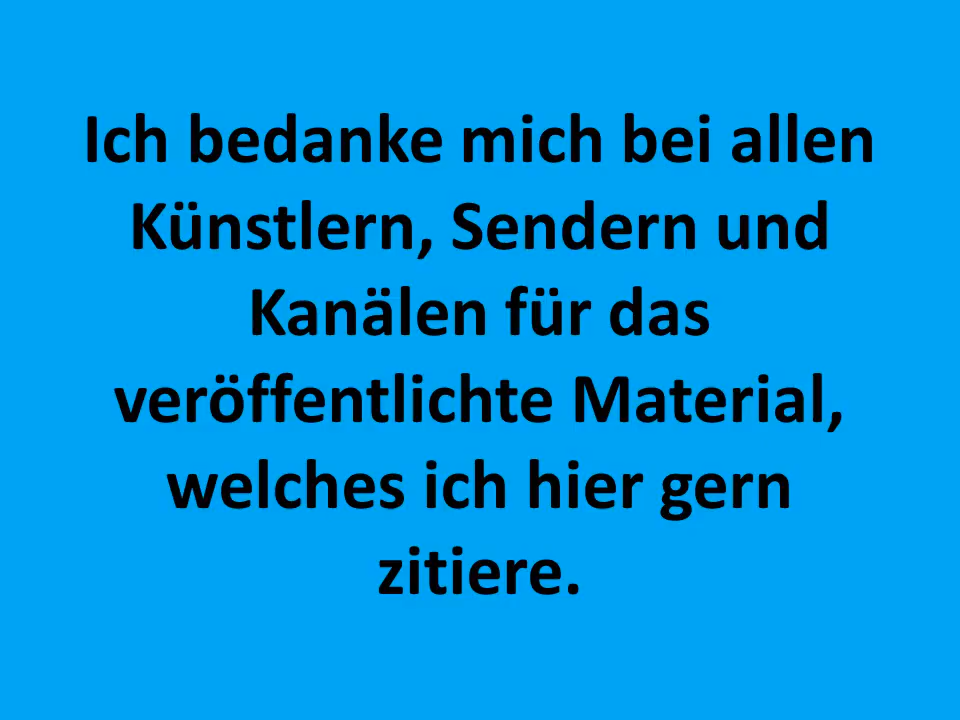 Ich bedanke mich bei allen
Künstlern, Sendern und
Kanälen für das
veröffentlichte Material,
welches ich hier gern
zitiere.